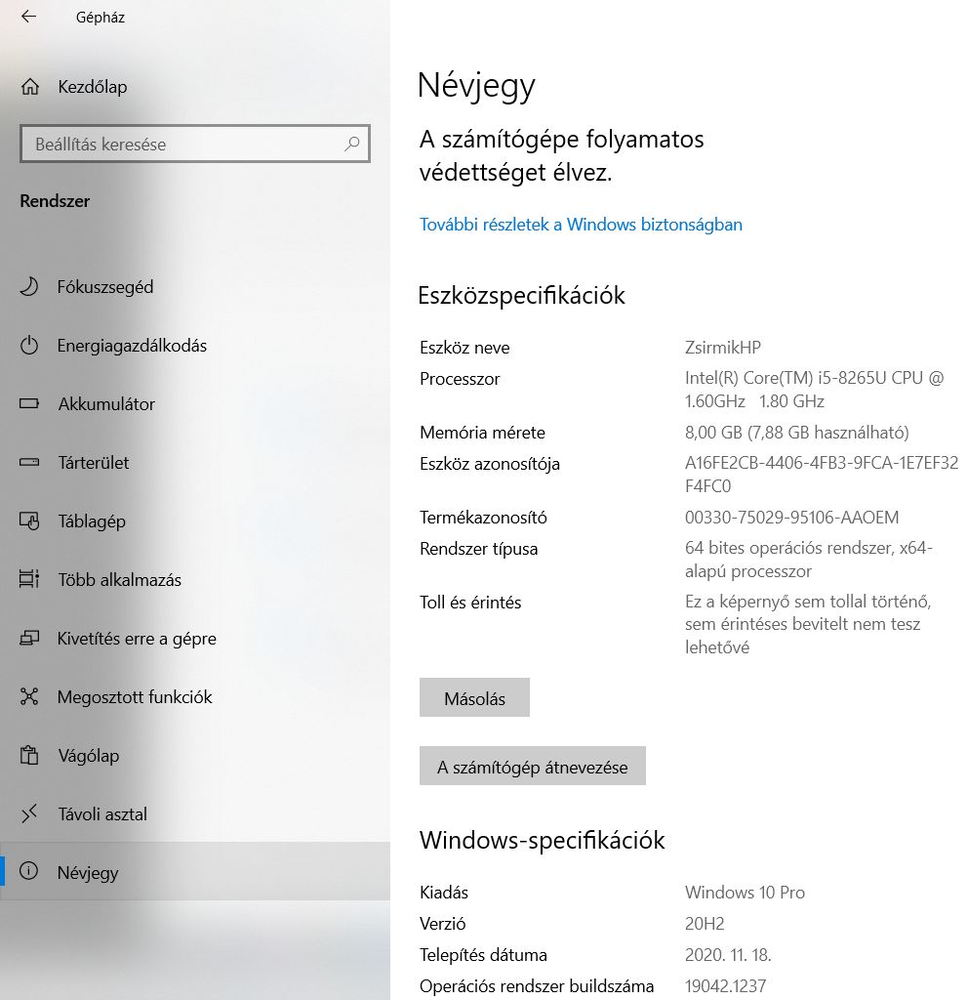 Gépház
Kezdőlap
Beállítás keresése
Rendszer
Fókuszsegéd
Energiagazdálkodás
Akkumulátor
Tárterület
Táblagép
Több alkalmazás
Kivetítés erre a gépre
Megosztott funkciók
Vágólap
Távoli asztal
Névjegy
Névjegy
A számítógépe folyamatos
védettséget élvez.
További részletek a Windows biztonságban
Eszközspecifikációk
Eszköz neve ZsirmikHP
Processzor Intel(R) Core(TM) i5-8265U CPU @
1.60GHz 1.80 GHz
Memória mérete 8,00 GB (7,88 GB használható)
Eszköz azonosítója A16FE2CB-4406-4FB3-9FCA-1E7EF32
F4FC0
Termékazonosító 00330-75029-95106-AAOEM
Rendszer típusa 64 bites operációs rendszer, x64-
alapú processzor
Toll és érintés Ez a képernyő sem tollal történő,
sem érintéses bevitelt nem tesz
lehetővé
Másolás
A számítógép átnevezése
Windows-specifikációk
Kiadás Windows 10 Pro
Verzió 20H2
Telepítés dátuma 2020. 11. 18.
Operációs rendszer buildszáma 19042.1237